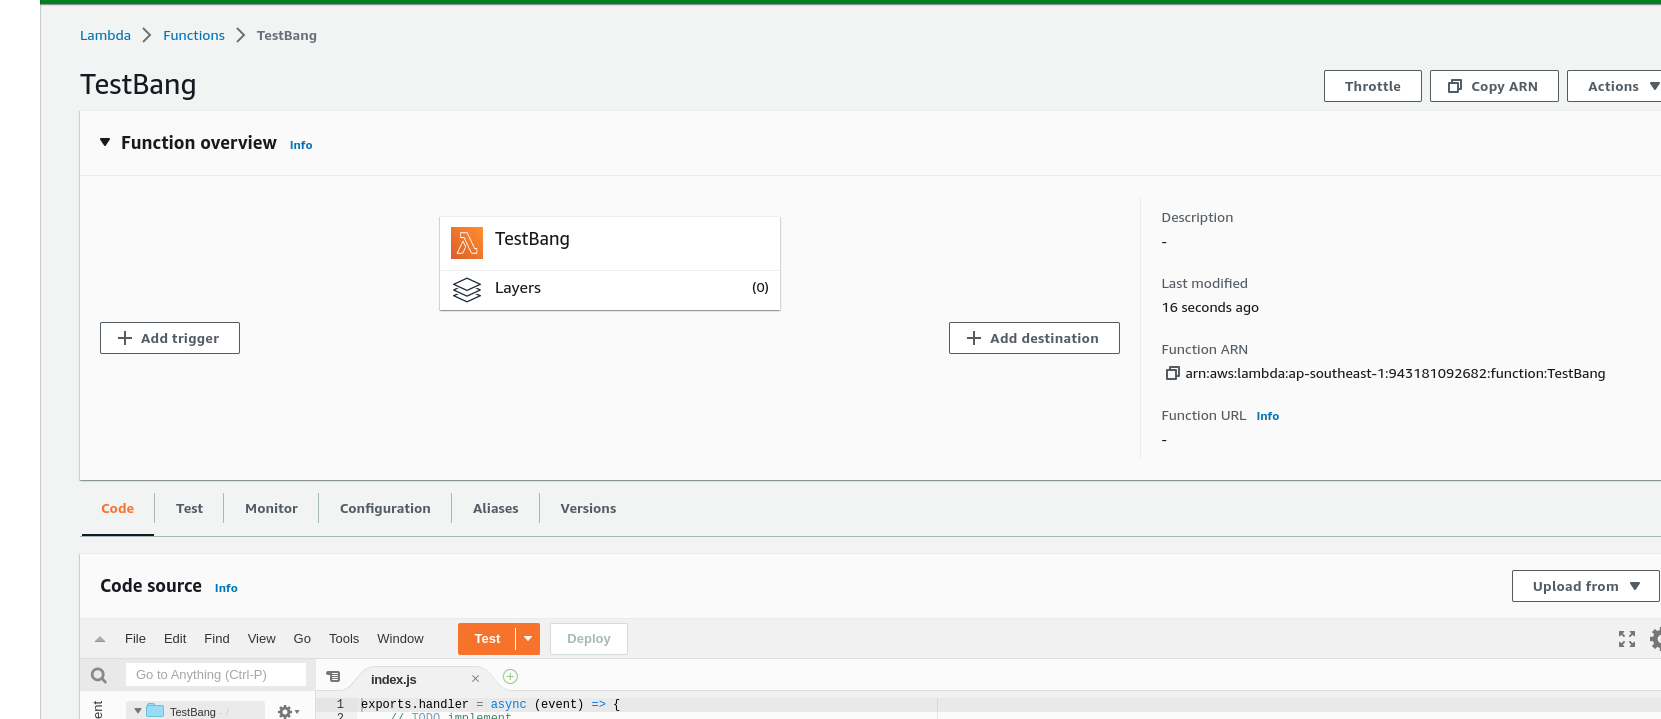 Lambda > Functions > TestBang
TestBang
Throttle
Copy ARN
Actions
Function overview Info
TestBang
Layers (0)
Add trigger
Add destination
Description
-
Last modified
16 seconds ago
Function ARN
arn:aws:lambda:ap-southeast-1:943181092682:function:TestBang
Function URL Info
-
Code Test Monitor Configuration Aliases Versions
Code source Info
Upload from
File Edit Find View Go Tools Window Test Deploy
Go to Anything (Ctrl-P)
index.js
TestBang - /
1 exports.handler = async (event) => {
2 // TODO implement